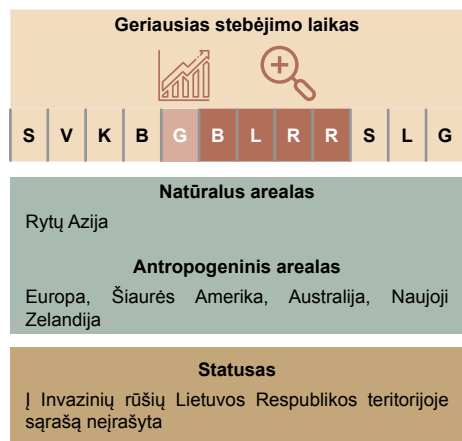 Geriausias stebėjimo laikas
S V K B G B L R R S L G
Natūralus arealas
Rytų Azija
Antropogeninis arealas
Europa, Šiaurės Amerika, Australija, Naujoji
Zelandija
Statusas
Į Invazinių rūšių Lietuvos Respublikos teritorijoje
sąrašą neįrašyta